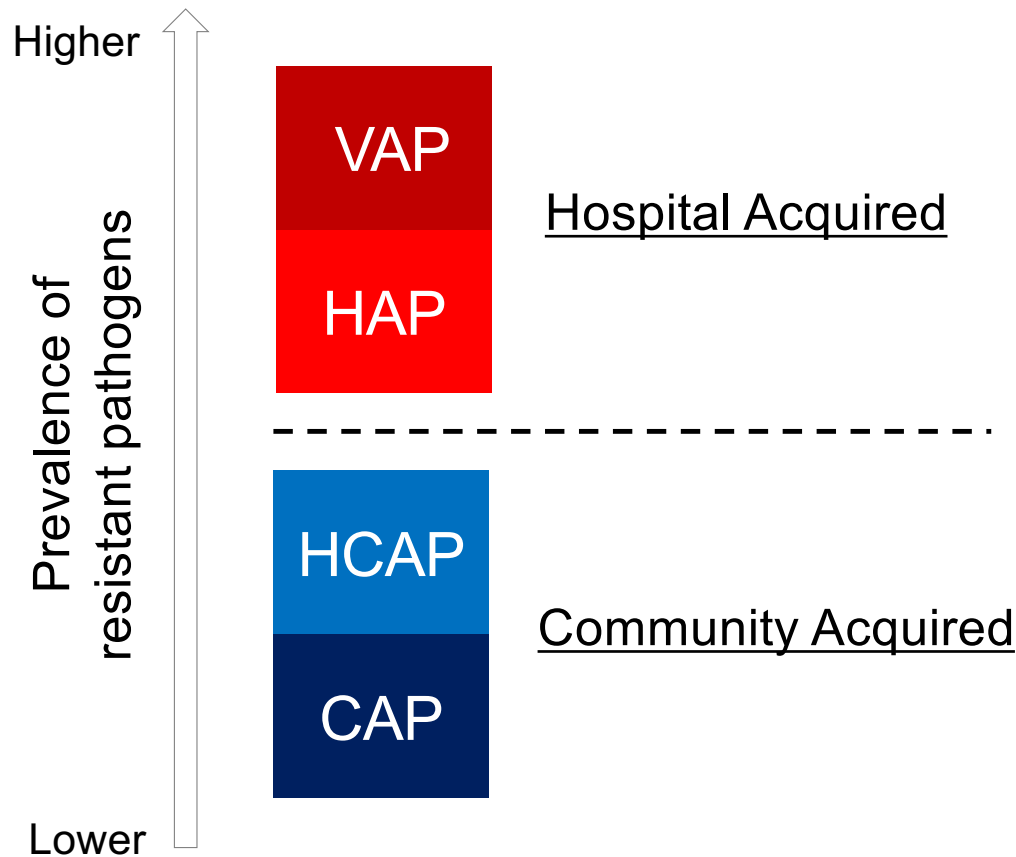 Higher
Prevalence of
resistant pathogens
Lower
VAP
HAP
Hospital Acquired
HCAP
CAP
Community Acquired